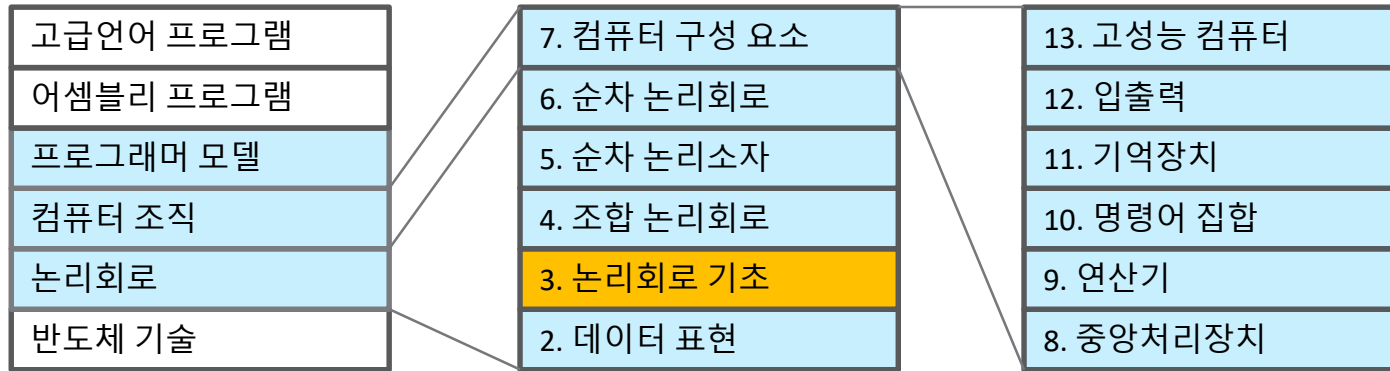 고급언어 프로그램
어셈블리 프로그램
프로그래머 모델
컴퓨터 조직
논리회로
반도체 기술
7. 컴퓨터 구성 요소
6. 순차 논리회로
5. 순차 논리소자
4. 조합 논리회로
3. 논리회로 기초
2. 데이터 표현
13. 고성능 컴퓨터
12. 입출력
11. 기억장치
10. 명령어 집합
9. 연산기
8. 중앙처리장치